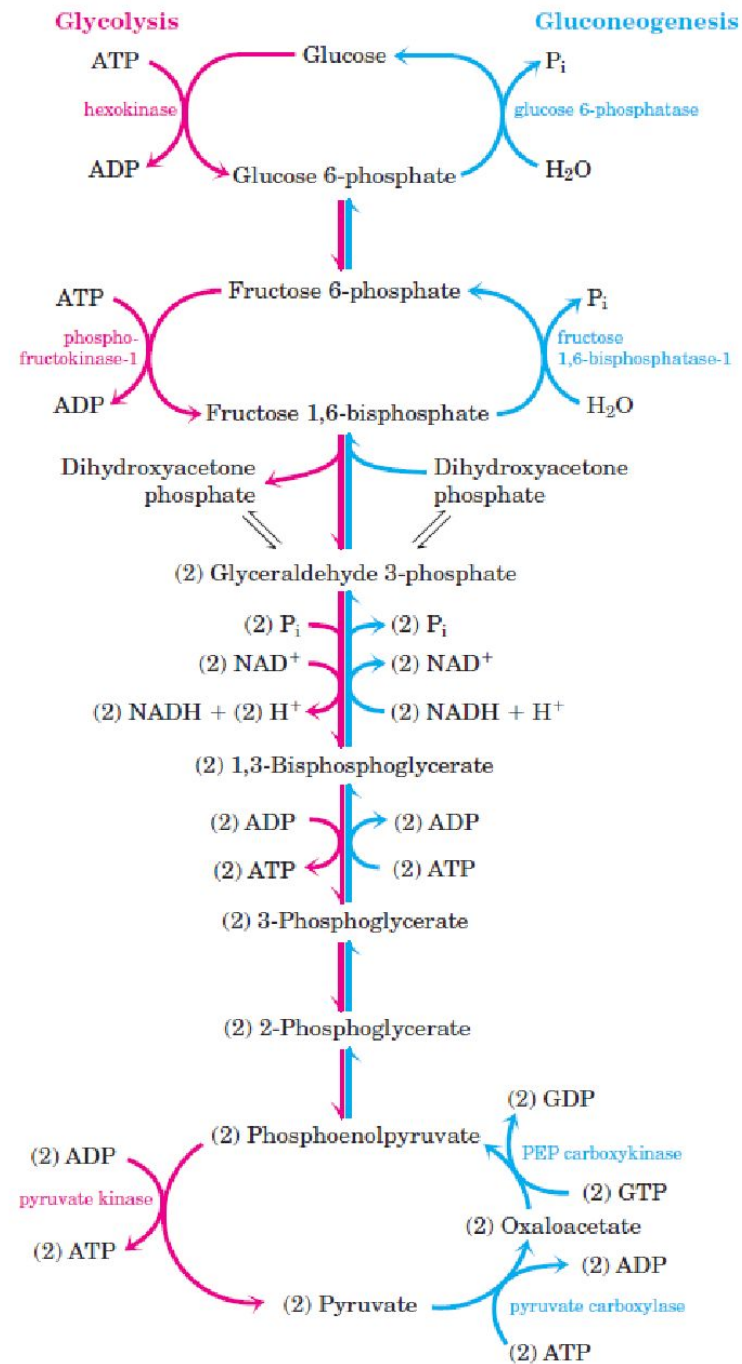 Glycolysis
Gluconeogenesis
ATP
Glucose
Pi
hexokinase
glucose 6-phosphatase
ADP
Glucose 6-phosphate
H₂O
ATP
Fructose 6-phosphate
Pi
phospho-
fructokinase-1
fructose
1,6-bisphosphatase-1
ADP
Fructose 1,6-bisphosphate
H₂O
Dihydroxyacetone
phosphate
Dihydroxyacetone
phosphate
(2) Glyceraldehyde 3-phosphate
(2) Pi
(2) Pi
(2) NAD⁺
(2) NAD⁺
(2) NADH + (2) H⁺
(2) NADH + H⁺
(2) 1,3-Bisphosphoglycerate
(2) ADP
(2) ADP
(2) ATP
(2) ATP
(2) 3-Phosphoglycerate
(2) 2-Phosphoglycerate
(2) GDP
(2) Phosphoenolpyruvate
(2) ADP
PEP carboxykinase
pyruvate kinase
(2) GTP
(2) Oxaloacetate
(2) ATP
(2) ADP
(2) Pyruvate
pyruvate carboxylase
(2) ATP